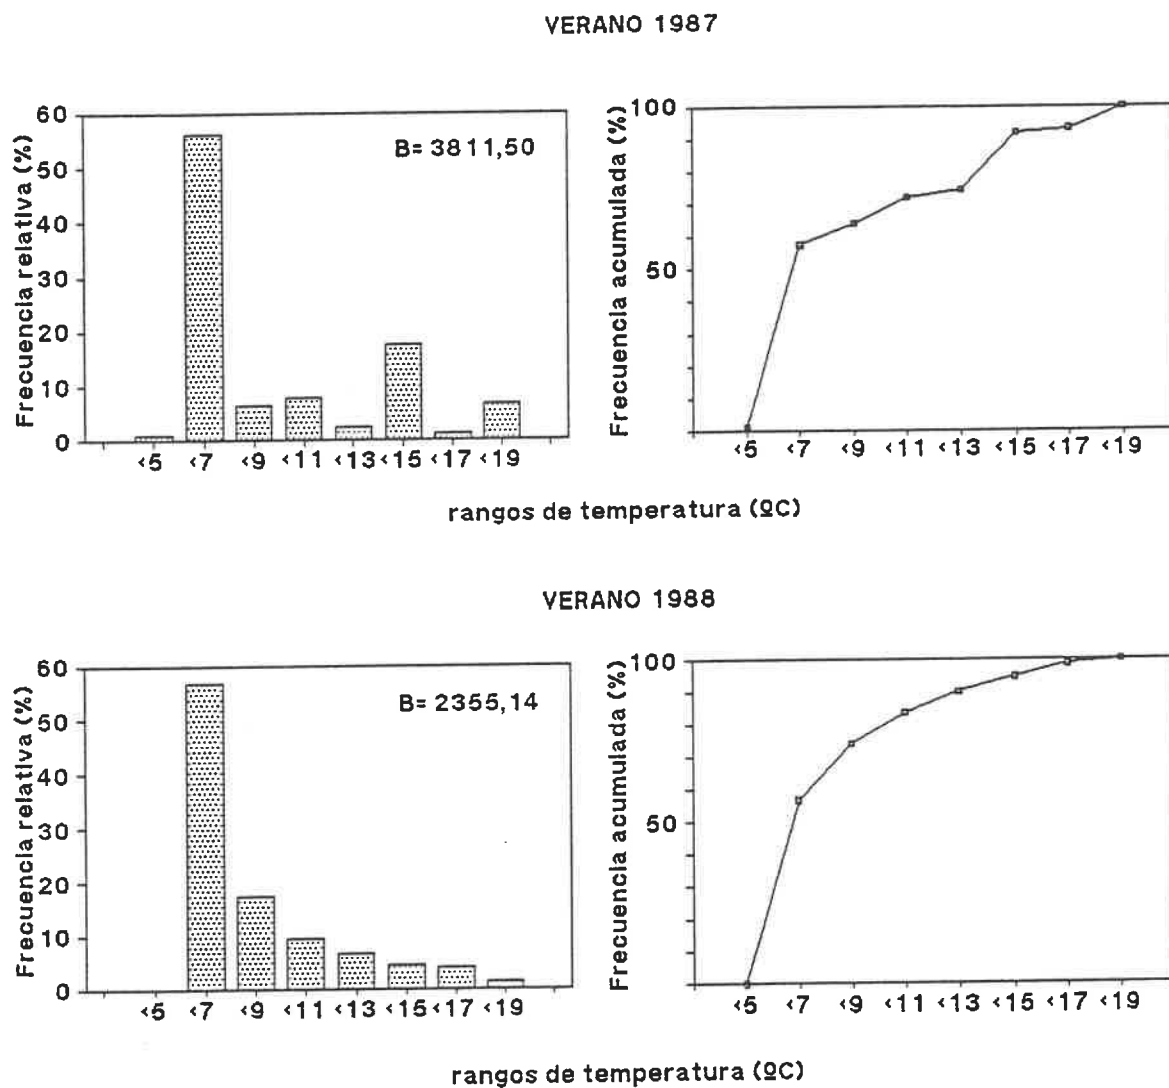 VERANO 1987
Frecuencia relativa (%)
60
50
40
30
20
10
0
B= 3811,50
‹5 ‹7 ‹9 ‹11 ‹13 ‹15 ‹17 ‹19
Frecuencia acumulada (%)
100
50
‹5 ‹7 ‹9 ‹11 ‹13 ‹15 ‹17 ‹19
rangos de temperatura (ºC)
VERANO 1988
Frecuencia relativa (%)
60
50
40
30
20
10
0
B= 2355,14
‹5 ‹7 ‹9 ‹11 ‹13 ‹15 ‹17 ‹19
Frecuencia acumulada (%)
100
50
‹5 ‹7 ‹9 ‹11 ‹13 ‹15 ‹17 ‹19
rangos de temperatura (ºC)